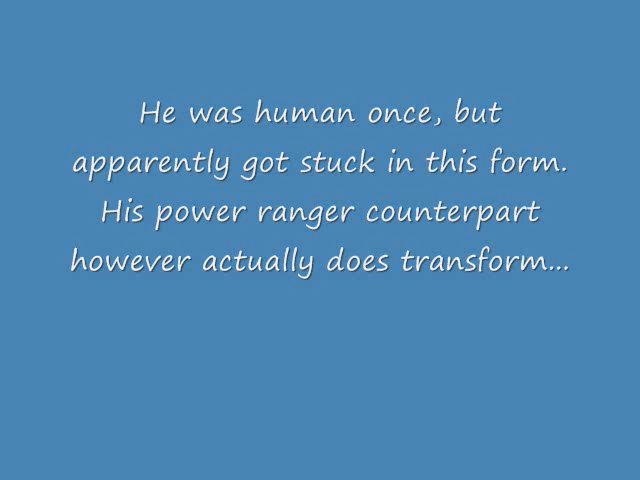 He was human once, but
apparently got stuck in this form.
His power ranger counterpart
however actually does transform...